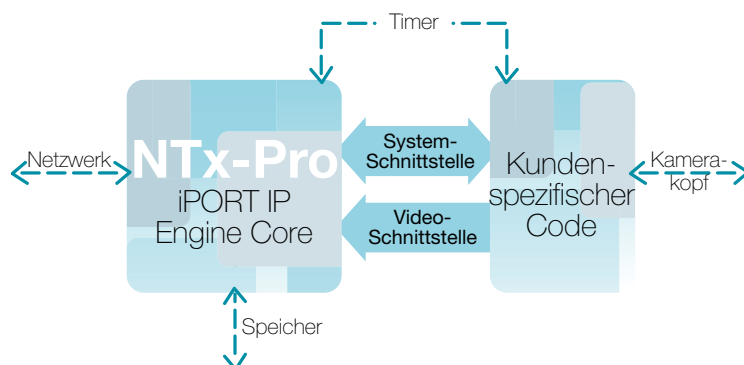 Timer
NTx-Pro
iPORT IP
Engine Core
System-
Schnittstelle
Video-
Schnittstelle
Kunden-
spezifischer
Code
Netzwerk
Kamera-
kopf
Speicher